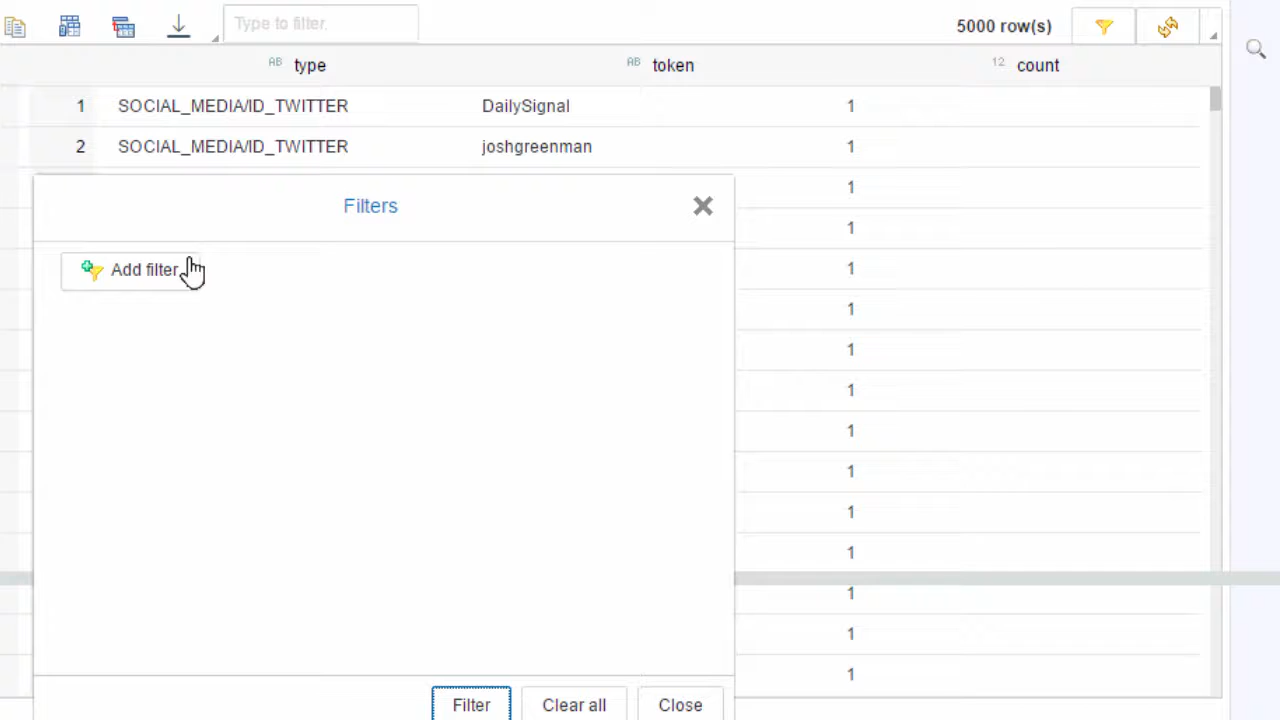 Type to filter.
5000 row(s)
AB type AB token 12 count
1 SOCIAL_MEDIA/ID_TWITTER DailySignal 1
2 SOCIAL_MEDIA/ID_TWITTER joshgreenman 1
1
Filters
1
Add filter
1
1
1
1
1
1
1
1
1
1
1
Filter Clear all Close